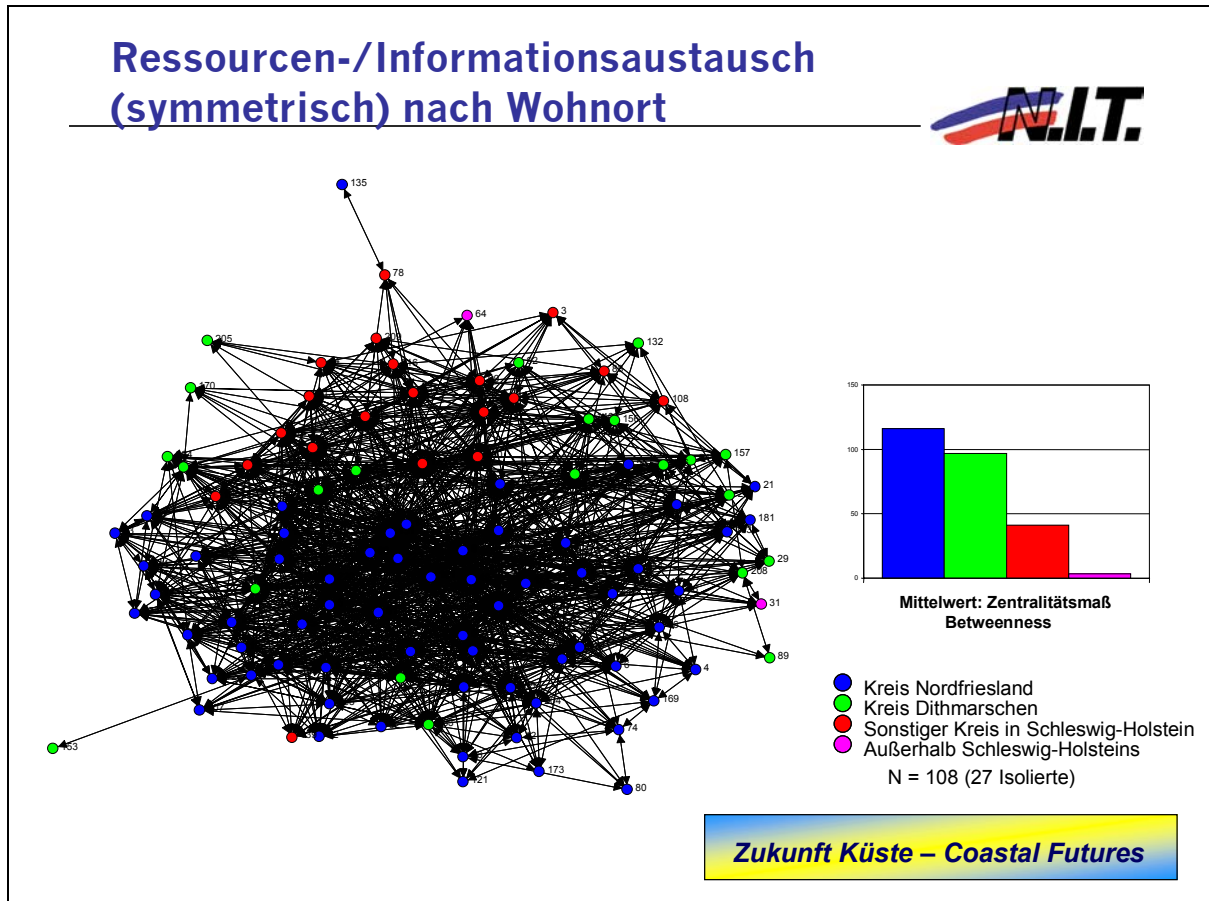 Ressourcen-/Informationsaustausch
(symmetrisch) nach Wohnort
N.I.T.
135
78
64
3
205
132
170
108
157
21
181
29
208
31
89
4
169
74
153
173
80
150
100
50
0
Mittelwert: Zentralitätsmaß
Betweenness
Kreis Nordfriesland
Kreis Dithmarschen
Sonstiger Kreis in Schleswig-Holstein
Außerhalb Schleswig-Holsteins
N = 108 (27 Isolierte)
Zukunft Küste – Coastal Futures